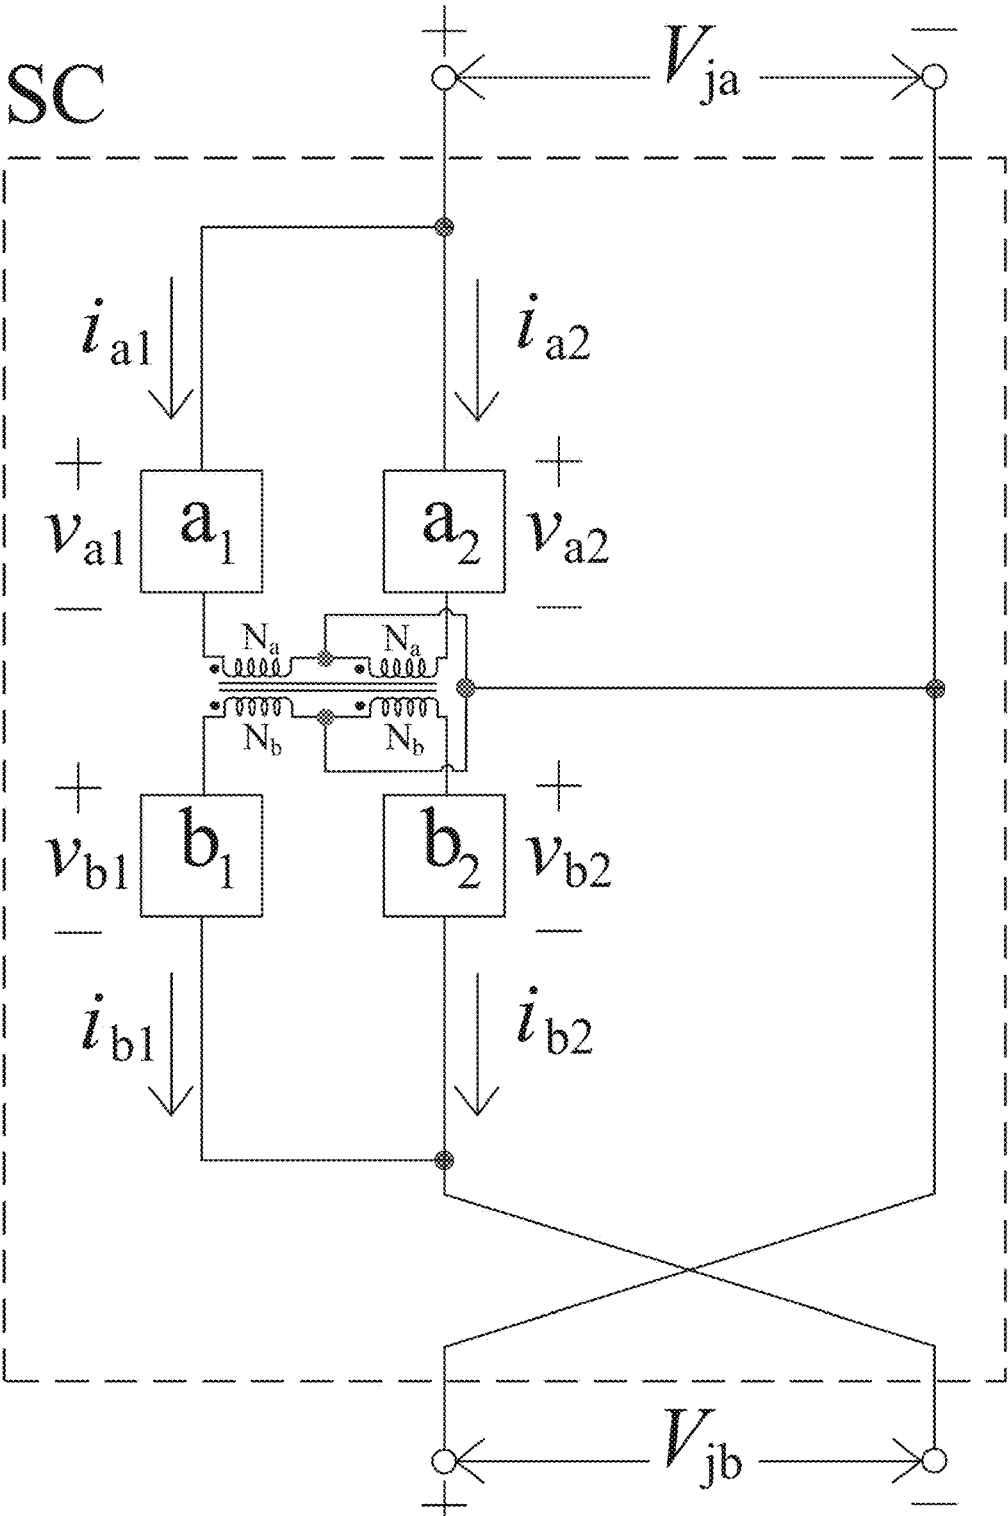 + V_ja −
SC
i_a1 i_a2
+ +
v_a1 a_1 a_2 v_a2
− −
N_a N_a
N_b N_b
+ +
v_b1 b_1 b_2 v_b2
− −
i_b1 i_b2
V_jb
+ −